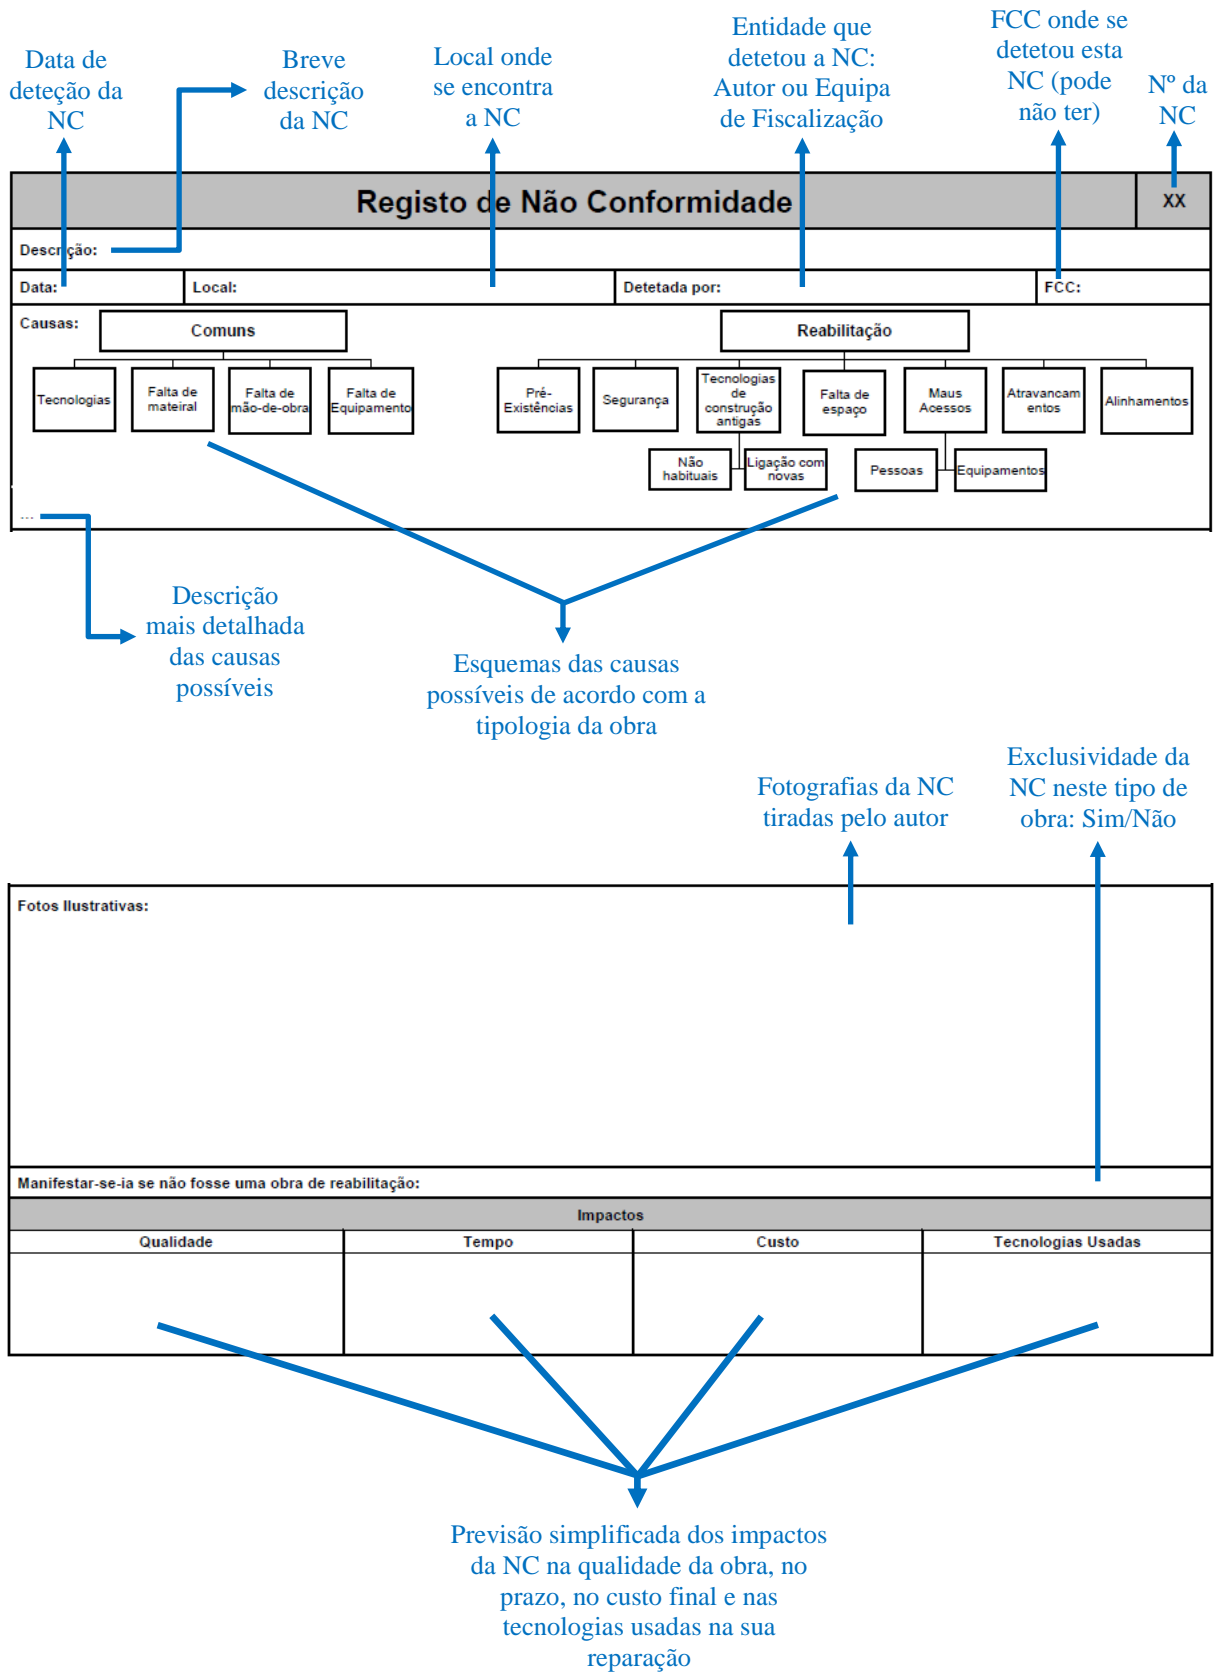 Data de
deteção da
NC
Breve
descrição
da NC
Local onde
se encontra
a NC
Entidade que
detetou a NC:
Autor ou Equipa
de Fiscalização
FCC onde se
detetou esta
NC (pode
não ter)
Nº da
NC
Registo de Não Conformidade
XX
Descrição:
Data:
Local:
Detetada por:
FCC:
Causas:
Comuns
Reabilitação
Tecnologias
Falta de
mateiral
Falta de
mão-de-obra
Falta de
Equipamento
Pré-
Existências
Segurança
Tecnologias
de
construção
antigas
Falta de
espaço
Maus
Acessos
Atravancam
entos
Alinhamentos
Não
habituais
Ligação com
novas
Pessoas
Equipamentos
...
Descrição
mais detalhada
das causas
possíveis
Esquemas das causas
possíveis de acordo com a
tipologia da obra
Fotografias da NC
tiradas pelo autor
Exclusividade da
NC neste tipo de
obra: Sim/Não
Fotos Ilustrativas:
Manifestar-se-ia se não fosse uma obra de reabilitação:
Impactos
Qualidade
Tempo
Custo
Tecnologias Usadas
Previsão simplificada dos impactos
da NC na qualidade da obra, no
prazo, no custo final e nas
tecnologias usadas na sua
reparação